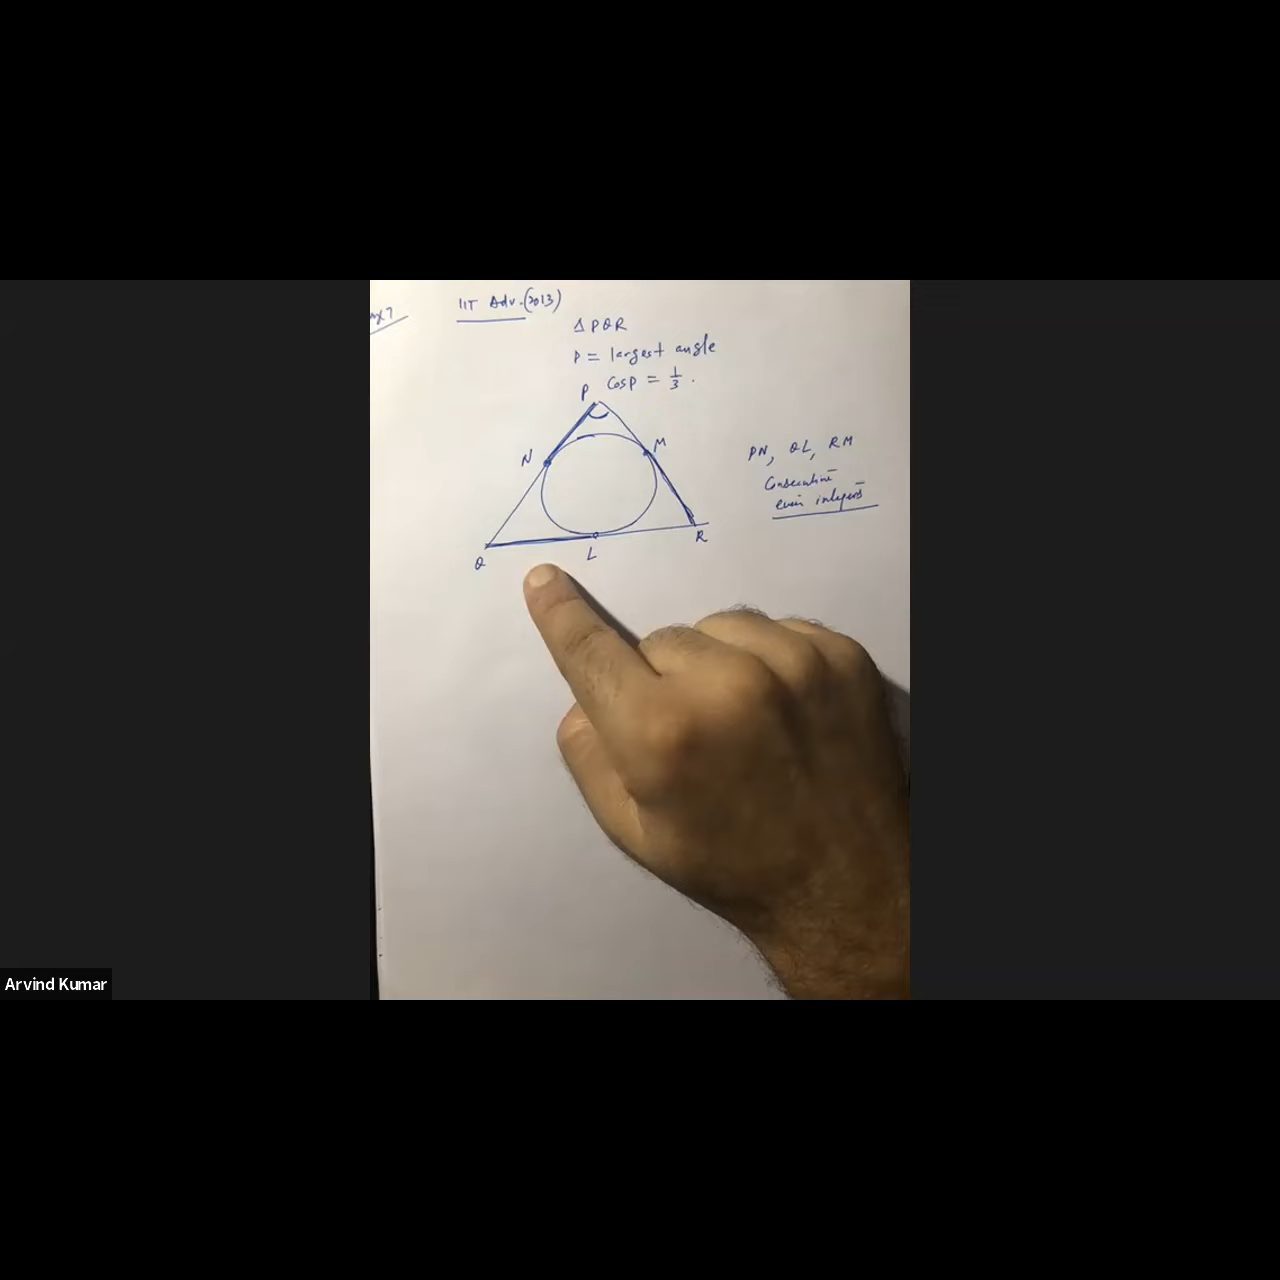 IIT Adv. (2013)
Δ PQR
P = largest angle
Cos P = 1/3 .
P
N
M
Q
L
R
PN, QL, RM
Consecutive
even integers
Arvind Kumar